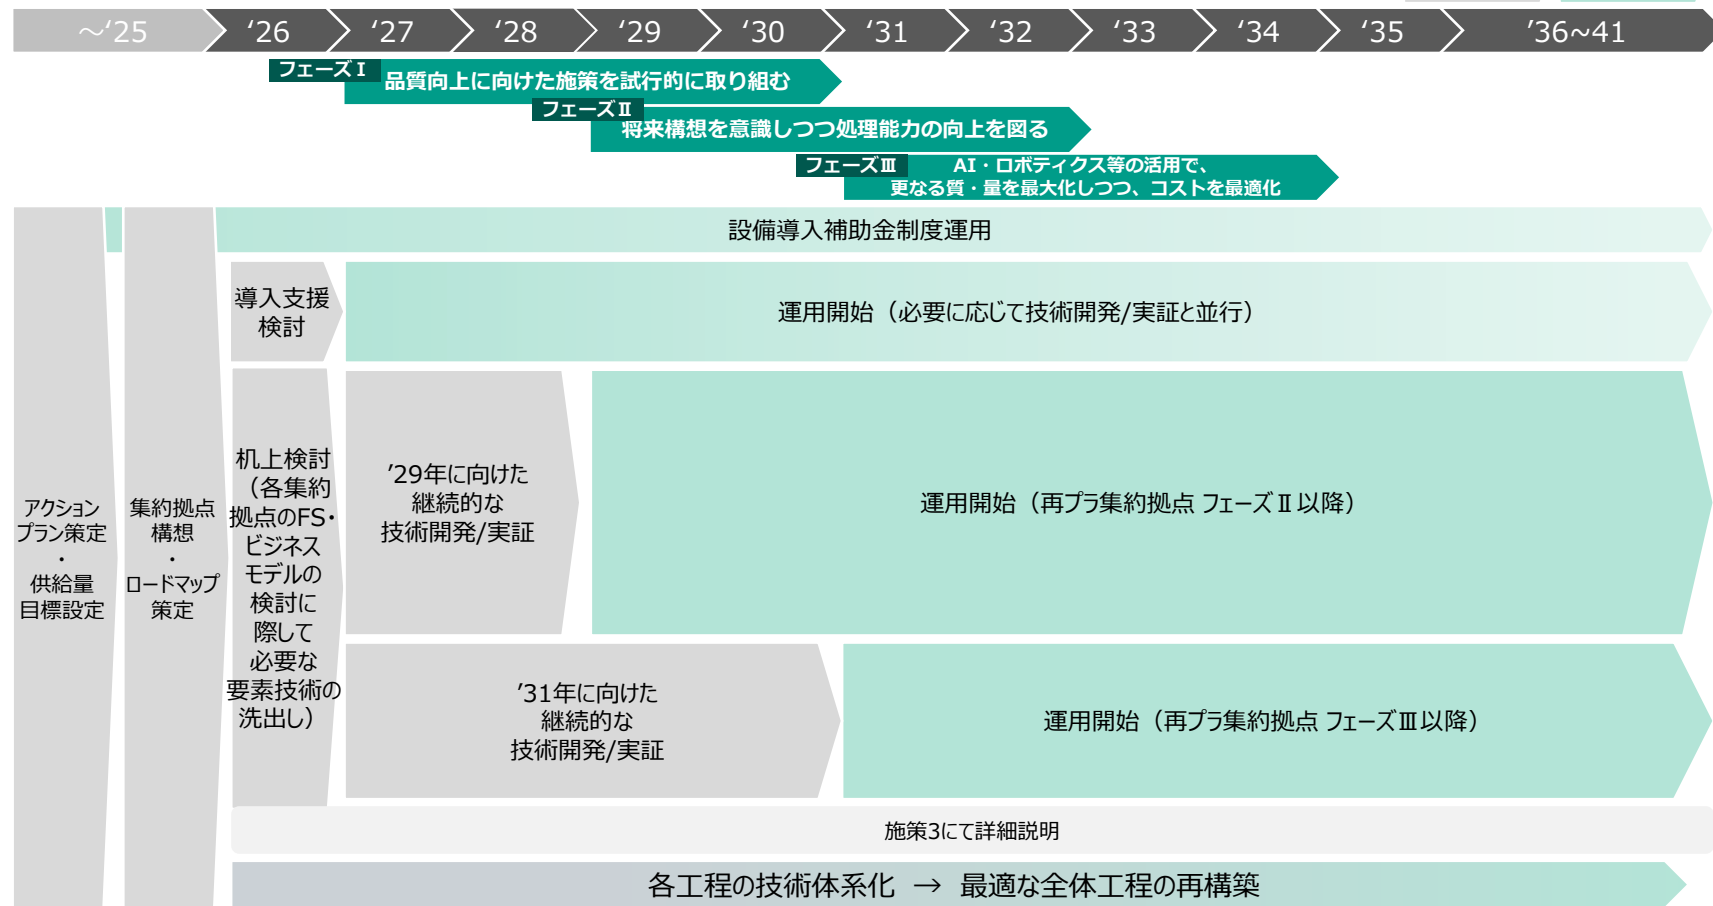 ～‘25
‘26
‘27
‘28
‘29
‘30
‘31
‘32
‘33
‘34
‘35
’36~41
フェーズⅠ
品質向上に向けた施策を試行的に取り組む
フェーズⅡ
将来構想を意識しつつ処理能力の向上を図る
フェーズⅢ
AI・ロボティクス等の活用で、
更なる質・量を最大化しつつ、コストを最適化
アクション
プラン策定
・
供給量
目標設定
集約拠点
構想
・
ロードマップ
策定
設備導入補助金制度運用
導入支援
検討
運用開始（必要に応じて技術開発/実証と並行）
机上検討
（各集約
拠点のFS・
ビジネス
モデルの
検討に
際して
必要な
要素技術の
洗出し）
’29年に向けた
継続的な
技術開発/実証
運用開始（再プラ集約拠点 フェーズⅡ以降）
’31年に向けた
継続的な
技術開発/実証
運用開始（再プラ集約拠点 フェーズⅢ以降）
施策3にて詳細説明
各工程の技術体系化 → 最適な全体工程の再構築